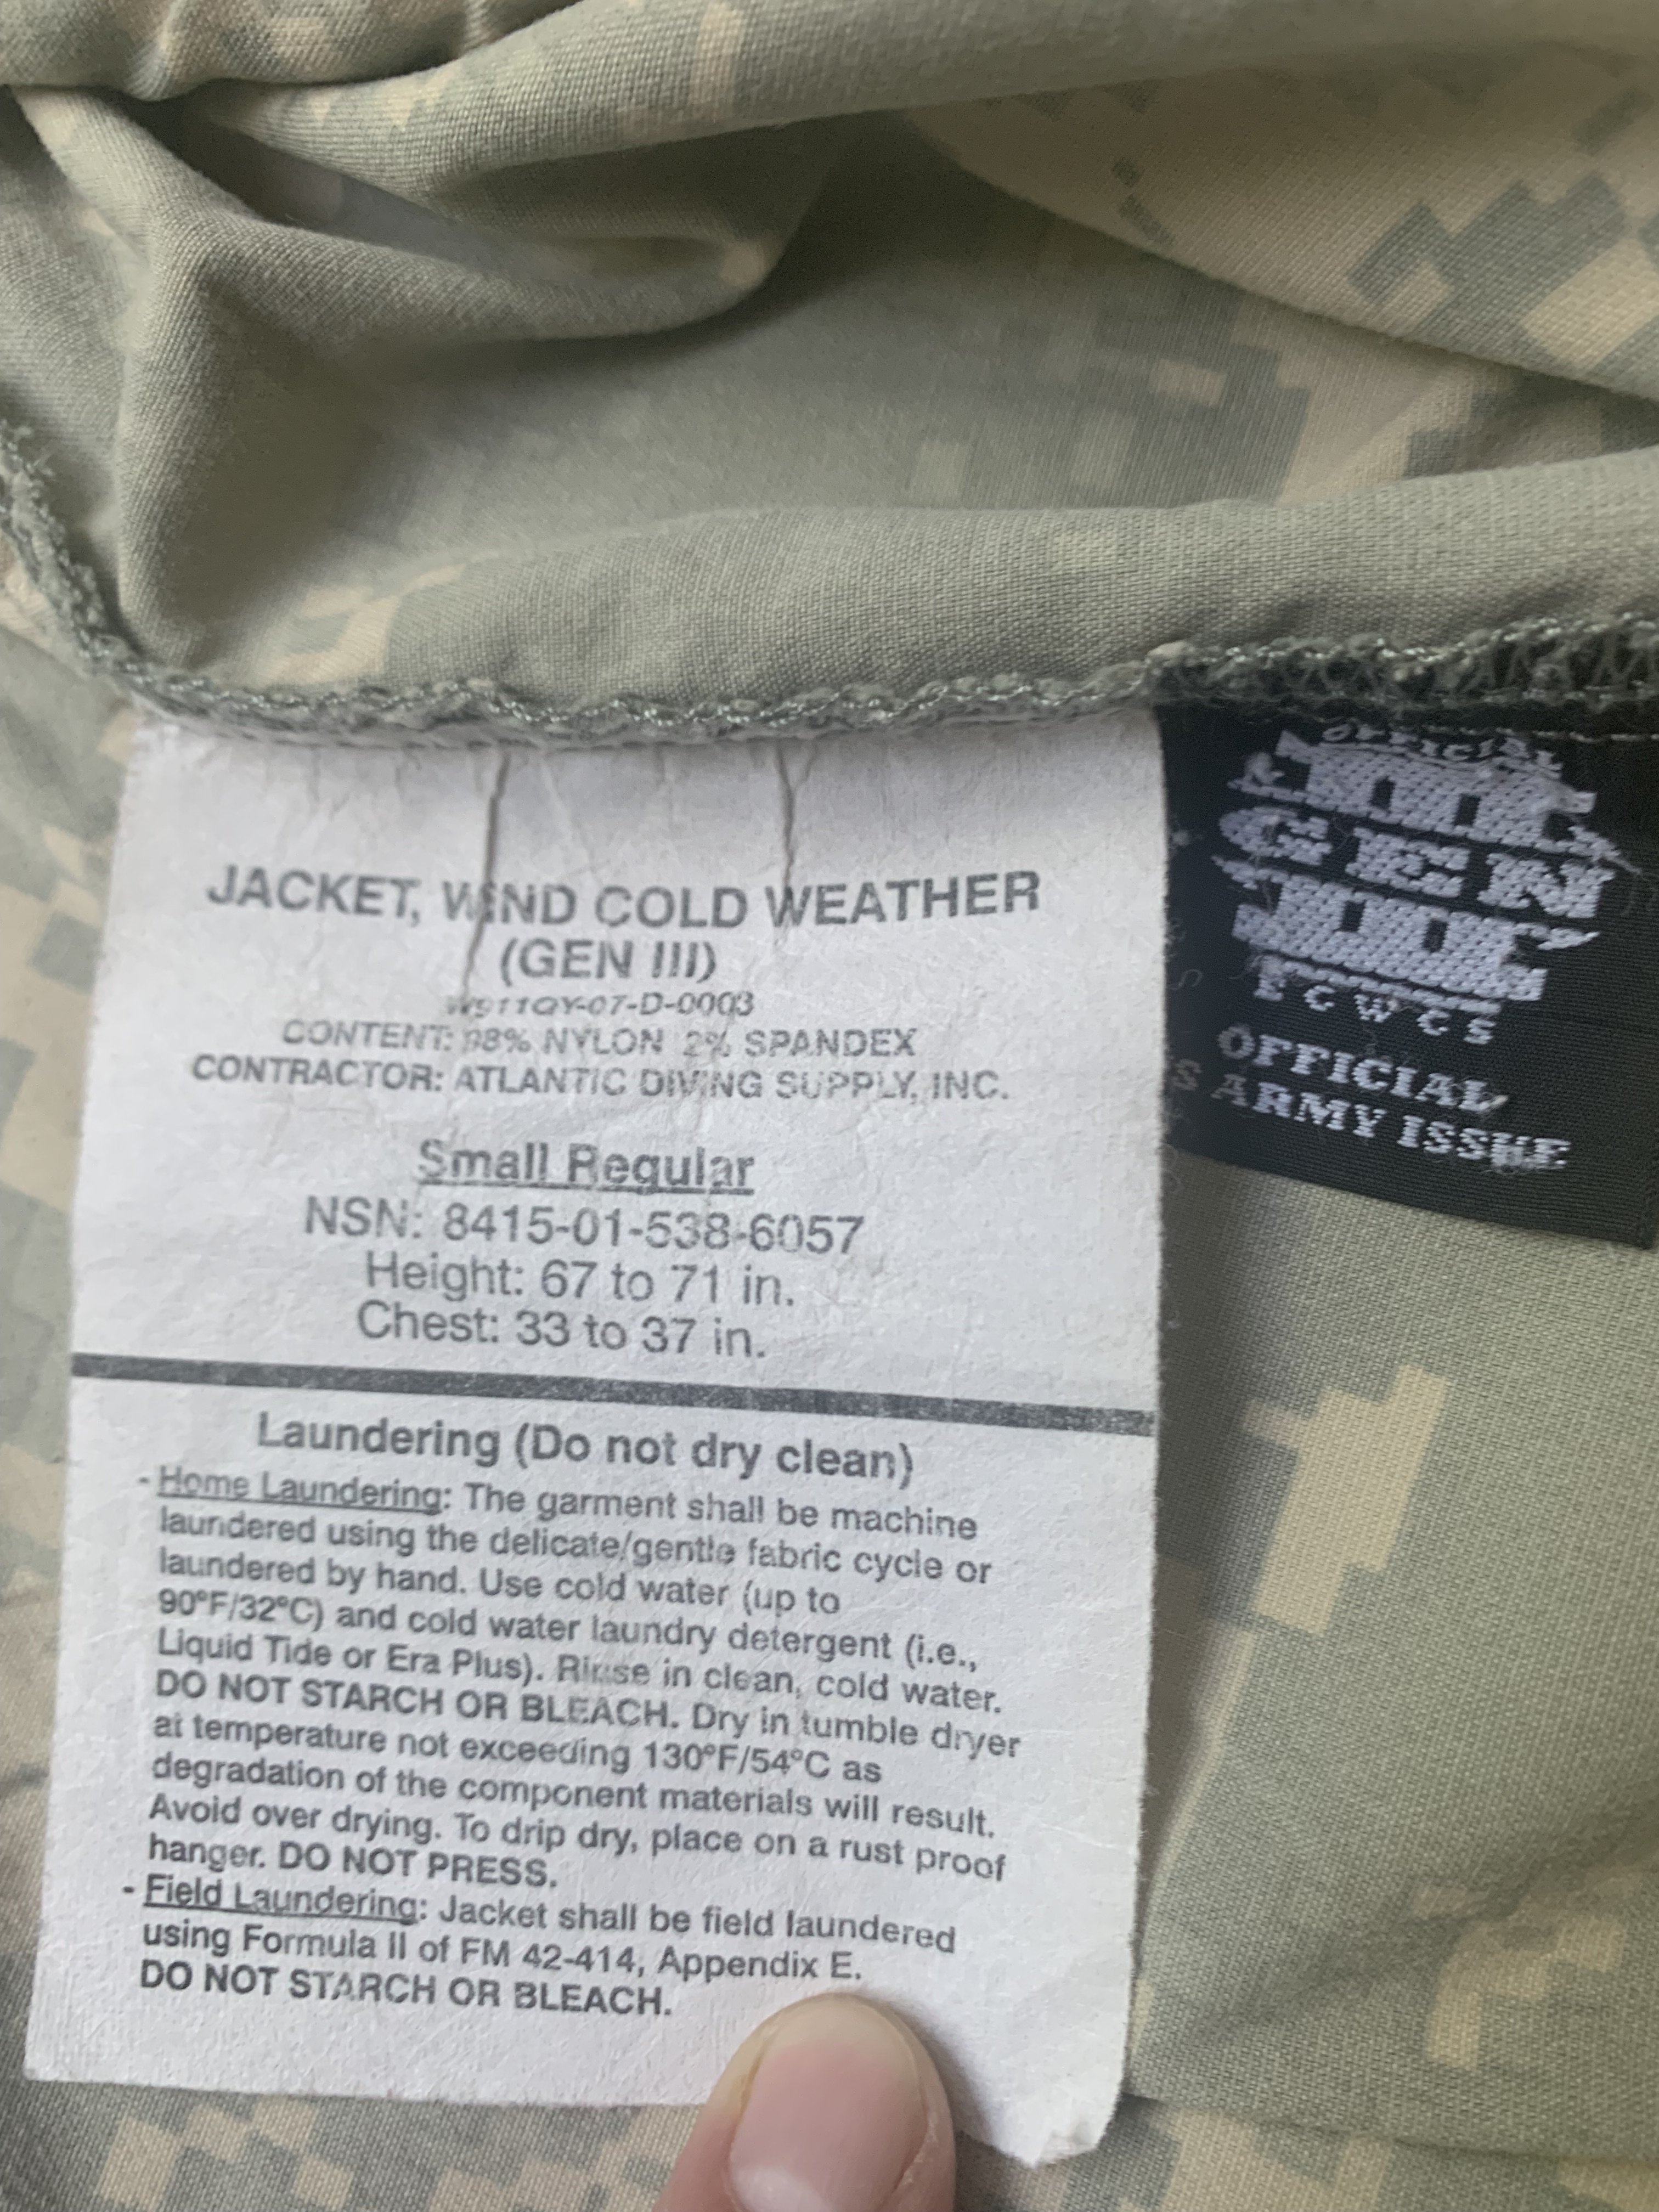 JACKET, WIND COLD WEATHER
(GEN III)
W911QY-07-D-0003
CONTENT: 98% NYLON 2% SPANDEX
CONTRACTOR: ATLANTIC DIVING SUPPLY, INC.
Small Regular
NSN: 8415-01-538-6057
Height: 67 to 71 in.
Chest: 33 to 37 in.
Laundering (Do not dry clean)
- Home Laundering: The garment shall be machine
laundered using the delicate/gentle fabric cycle or
laundered by hand. Use cold water (up to
90°F/32°C) and cold water laundry detergent (i.e.,
Liquid Tide or Era Plus). Rinse in clean, cold water.
DO NOT STARCH OR BLEACH. Dry in tumble dryer
at temperature not exceeding 130°F/54°C as
degradation of the component materials will result.
Avoid over drying. To drip dry, place on a rust proof
hanger. DO NOT PRESS.
- Field Laundering: Jacket shall be field laundered
using Formula II of FM 42-414, Appendix E.
DO NOT STARCH OR BLEACH.
OFFICIAL
III
GEN
III
ECWCS
OFFICIAL
S ARMY ISSUE